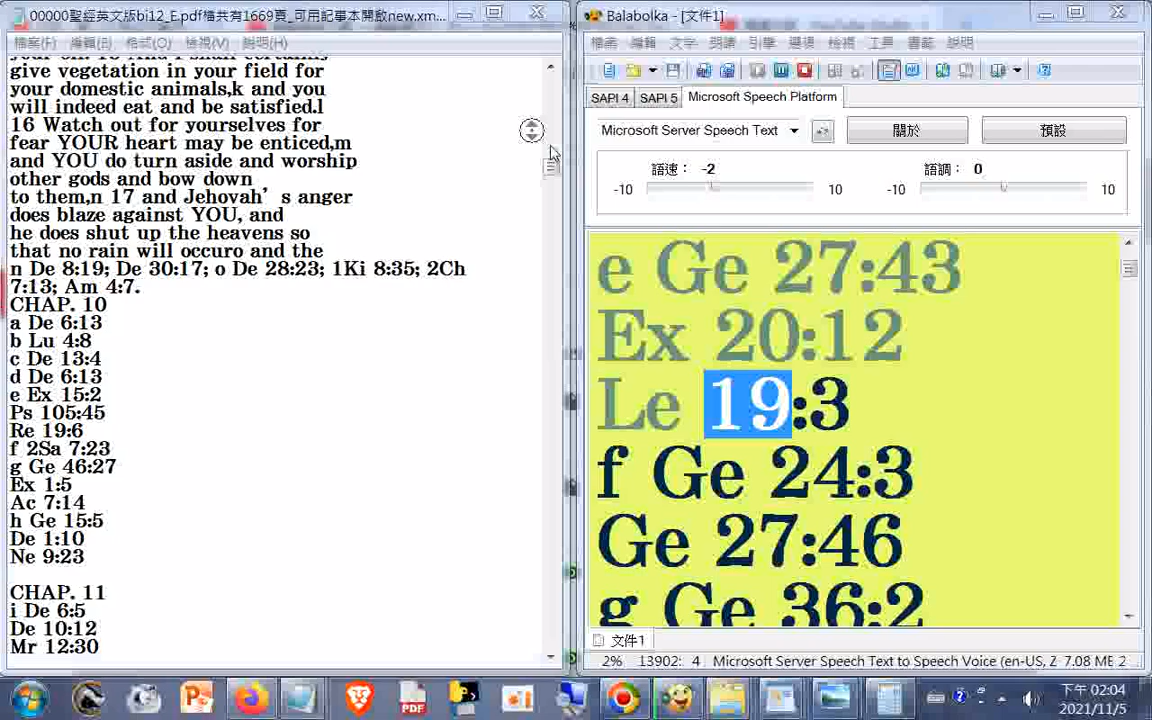 00000聖經英文版bi12_E.pdf檔共有1669頁_可用記事本開啟new.xm...
檔案(F) 編輯(E) 格式(O) 檢視(V) 說明(H)
give vegetation in your field for
your domestic animals,k and you
will indeed eat and be satisfied.l
16 Watch out for yourselves for
fear YOUR heart may be enticed,m
and YOU do turn aside and worship
other gods and bow down
to them,n 17 and Jehovah’s anger
does blaze against YOU, and
he does shut up the heavens so
that no rain will occuro and the
n De 8:19; De 30:17; o De 28:23; 1Ki 8:35; 2Ch
7:13; Am 4:7.
CHAP. 10
a De 6:13
b Lu 4:8
c De 13:4
d De 6:13
e Ex 15:2
Ps 105:45
Re 19:6
f 2Sa 7:23
g Ge 46:27
Ex 1:5
Ac 7:14
h Ge 15:5
De 1:10
Ne 9:23
CHAP. 11
i De 6:5
De 10:12
Mr 12:30
Balabolka - [文件1]
檔案 編輯 文字 朗讀 引擎 選項 檢視 工具 書籤 說明
SAPI 4 SAPI 5 Microsoft Speech Platform
Microsoft Server Speech Text 關於 預設
語速： -2 語調： 0
-10 10 -10 10
e Ge 27:43
Ex 20:12
Le 19:3
f Ge 24:3
Ge 27:46
g Ge 36:2
文件1
2% 13902: 4 Microsoft Server Speech Text to Speech Voice (en-US, Z 7.08 MB 2
PDF
下午 02:04
2021/11/5